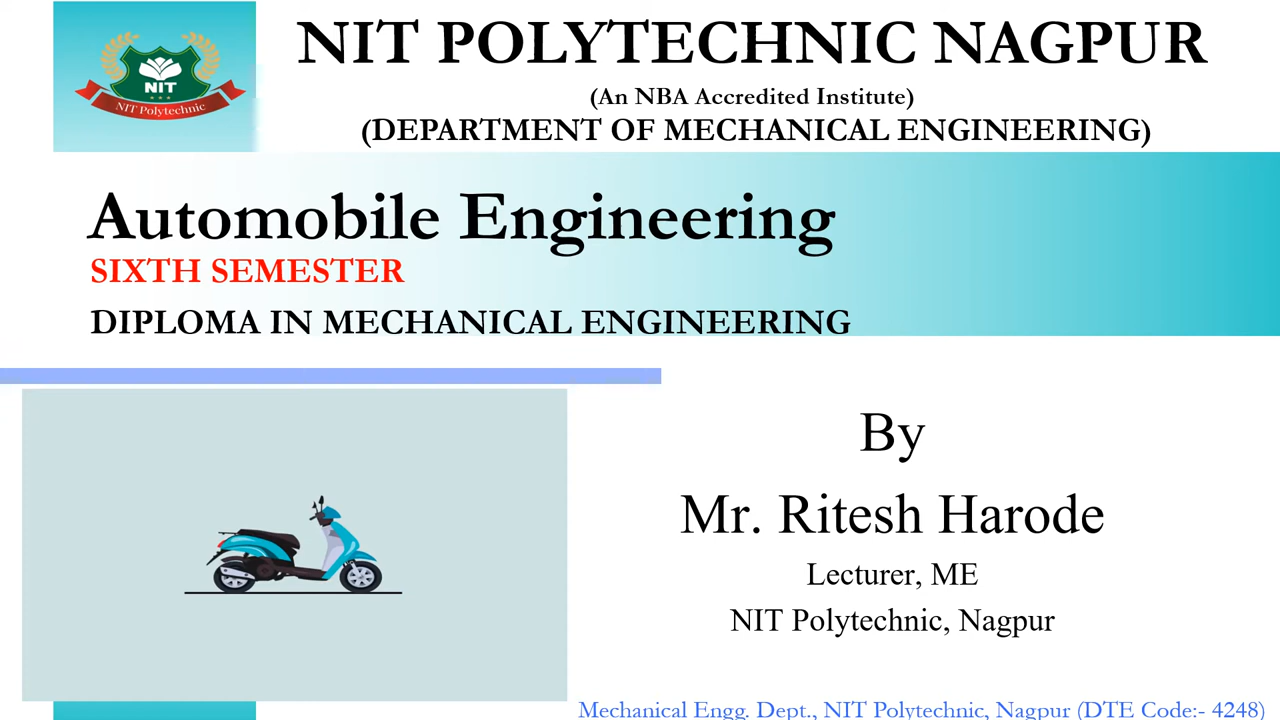 NIT POLYTECHNIC NAGPUR
(An NBA Accredited Institute)
(DEPARTMENT OF MECHANICAL ENGINEERING)
NIT
NIT Polytechnic
Automobile Engineering
SIXTH SEMESTER
DIPLOMA IN MECHANICAL ENGINEERING
By
Mr. Ritesh Harode
Lecturer, ME
NIT Polytechnic, Nagpur
Mechanical Engg. Dept., NIT Polytechnic, Nagpur (DTE Code:- 4248)